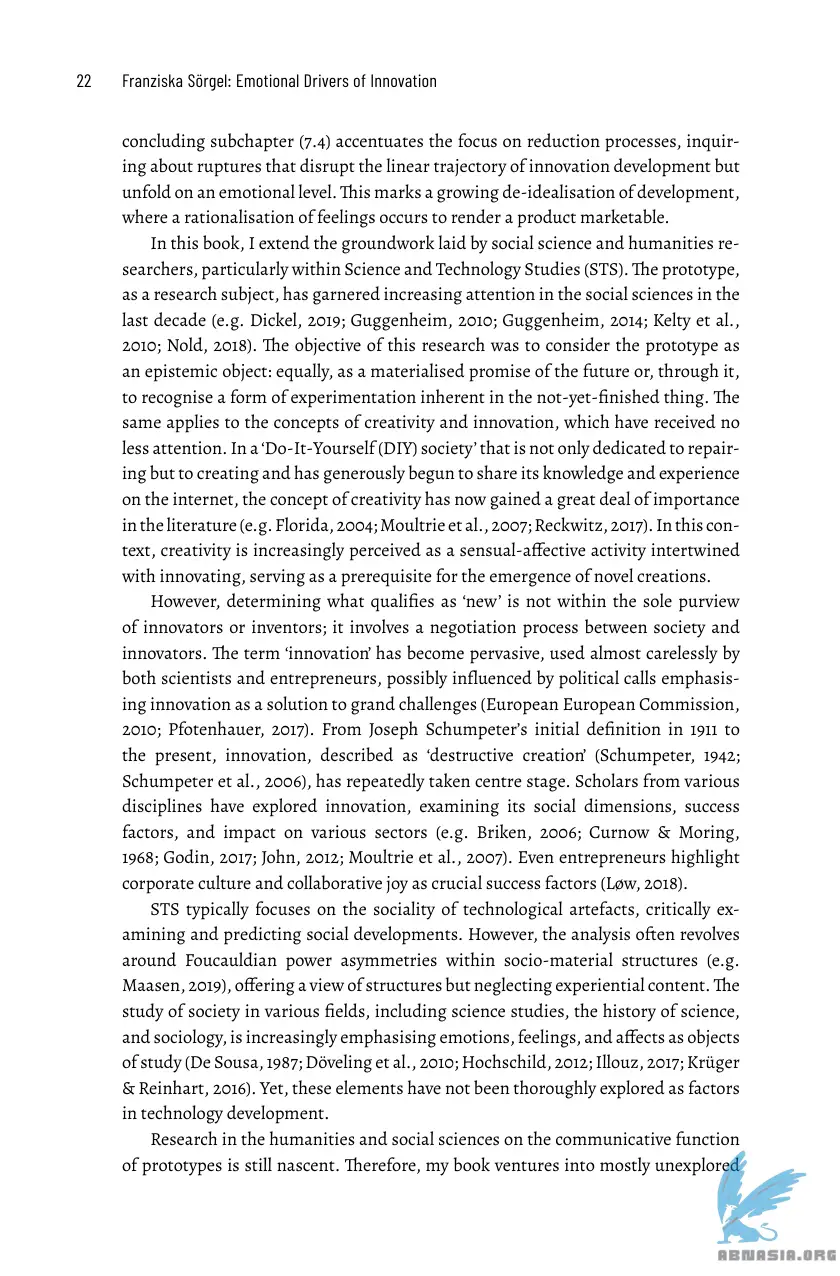 22 Franziska Sörgel: Emotional Drivers of Innovation
concluding subchapter (7.4) accentuates the focus on reduction processes, inquir-
ing about ruptures that disrupt the linear trajectory of innovation development but
unfold on an emotional level. This marks a growing de-idealisation of development,
where a rationalisation of feelings occurs to render a product marketable.
In this book, I extend the groundwork laid by social science and humanities re-
searchers, particularly within Science and Technology Studies (STS). The prototype,
as a research subject, has garnered increasing attention in the social sciences in the
last decade (e.g. Dickel, 2019; Guggenheim, 2010; Guggenheim, 2014; Kelty et al.,
2010; Nold, 2018). The objective of this research was to consider the prototype as
an epistemic object: equally, as a materialised promise of the future or, through it,
to recognise a form of experimentation inherent in the not-yet-finished thing. The
same applies to the concepts of creativity and innovation, which have received no
less attention. In a ‘Do-It-Yourself (DIY) society’ that is not only dedicated to repair-
ing but to creating and has generously begun to share its knowledge and experience
on the internet, the concept of creativity has now gained a great deal of importance
in the literature (e.g. Florida, 2004; Moultrie et al., 2007; Reckwitz, 2017). In this con-
text, creativity is increasingly perceived as a sensual-affective activity intertwined
with innovating, serving as a prerequisite for the emergence of novel creations.
However, determining what qualifies as ‘new’ is not within the sole purview
of innovators or inventors; it involves a negotiation process between society and
innovators. The term ‘innovation’ has become pervasive, used almost carelessly by
both scientists and entrepreneurs, possibly influenced by political calls emphasis-
ing innovation as a solution to grand challenges (European European Commission,
2010; Pfotenhauer, 2017). From Joseph Schumpeter’s initial definition in 1911 to
the present, innovation, described as ‘destructive creation’ (Schumpeter, 1942;
Schumpeter et al., 2006), has repeatedly taken centre stage. Scholars from various
disciplines have explored innovation, examining its social dimensions, success
factors, and impact on various sectors (e.g. Briken, 2006; Curnow & Moring,
1968; Godin, 2017; John, 2012; Moultrie et al., 2007). Even entrepreneurs highlight
corporate culture and collaborative joy as crucial success factors (Løw, 2018).
STS typically focuses on the sociality of technological artefacts, critically ex-
amining and predicting social developments. However, the analysis often revolves
around Foucauldian power asymmetries within socio-material structures (e.g.
Maasen, 2019), offering a view of structures but neglecting experiential content. The
study of society in various fields, including science studies, the history of science,
and sociology, is increasingly emphasising emotions, feelings, and affects as objects
of study (De Sousa, 1987; Döveling et al., 2010; Hochschild, 2012; Illouz, 2017; Krüger
& Reinhart, 2016). Yet, these elements have not been thoroughly explored as factors
in technology development.
Research in the humanities and social sciences on the communicative function
of prototypes is still nascent. Therefore, my book ventures into mostly unexplored
ABNASIA.ORG